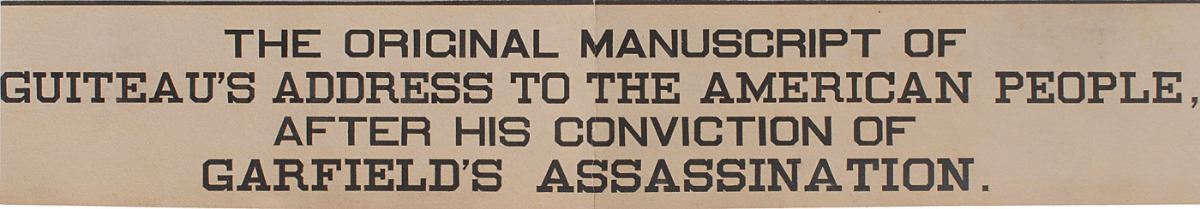 THE ORIGINAL MANUSCRIPT OF
GUITEAU'S ADDRESS TO THE AMERICAN PEOPLE,
AFTER HIS CONVICTION OF
GARFIELD'S ASSASSINATION.